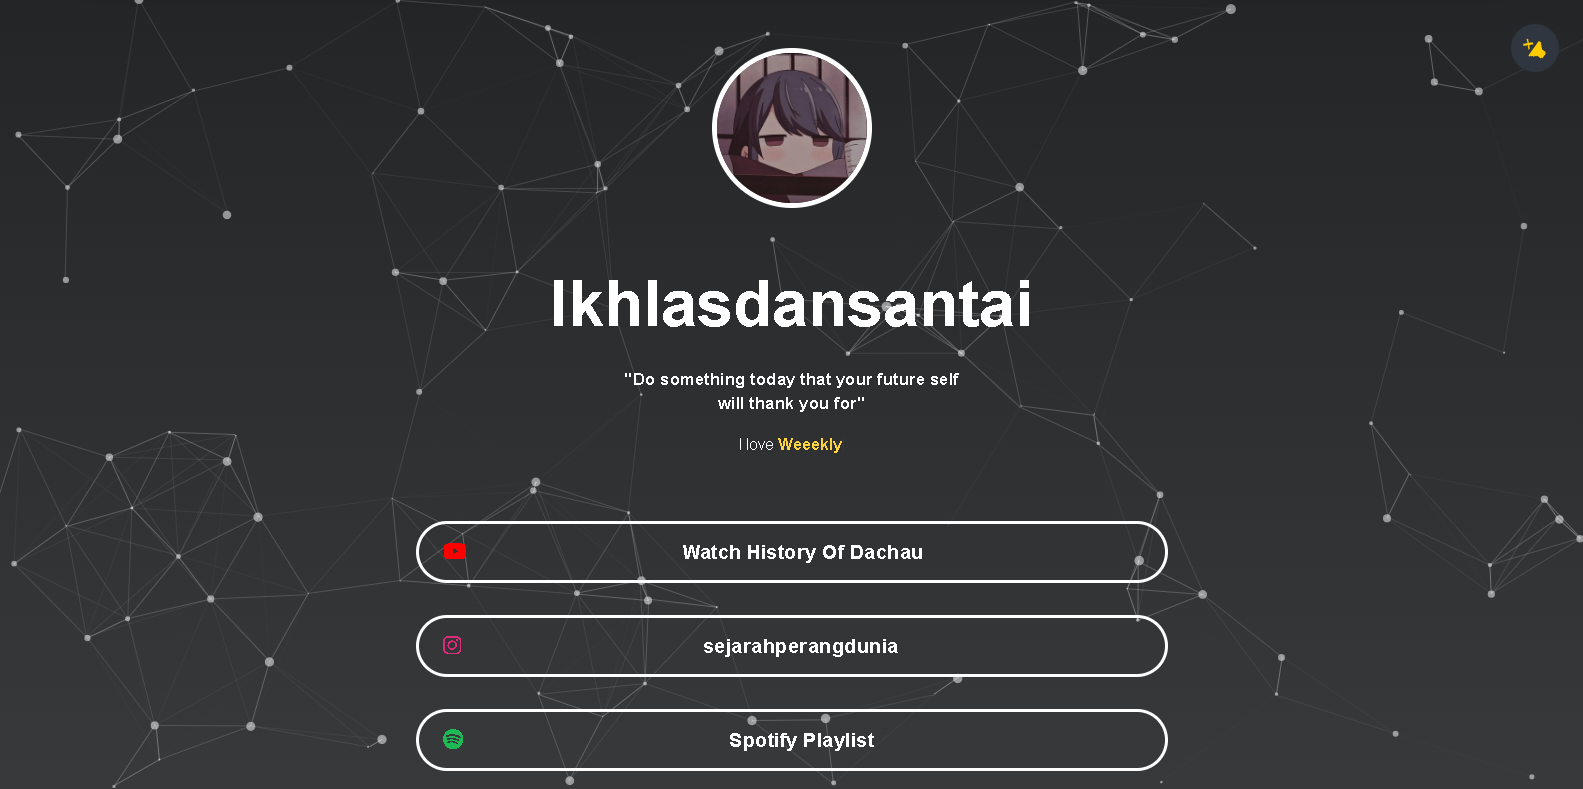 Ikhlasdansantai
"Do something today that your future self
will thank you for"
I love Weeekly
Watch History Of Dachau
sejarahperangdunia
Spotify Playlist